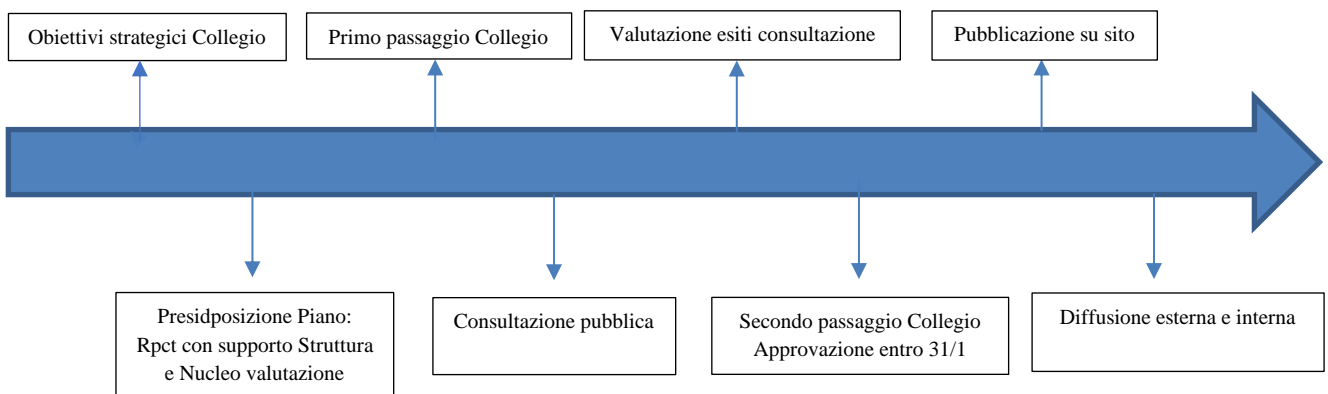 Obiettivi strategici Collegio
Primo passaggio Collegio
Valutazione esiti consultazione
Pubblicazione su sito
Presidposizione Piano:
Rpct con supporto Struttura
e Nucleo valutazione
Consultazione pubblica
Secondo passaggio Collegio
Approvazione entro 31/1
Diffusione esterna e interna